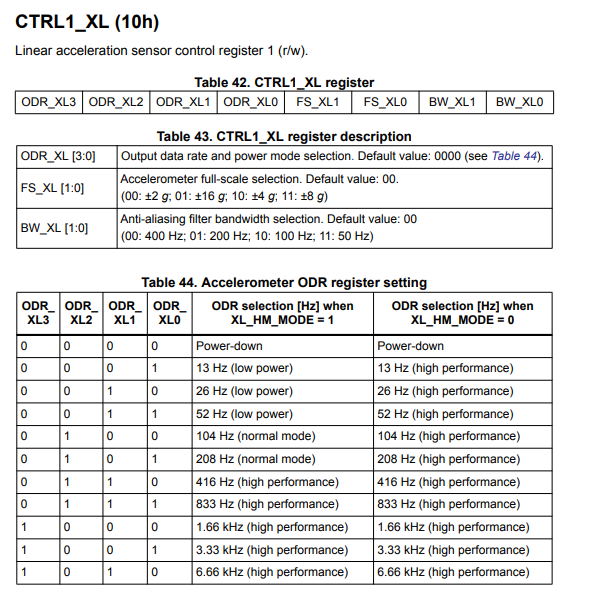 CTRL1_XL (10h)
Linear acceleration sensor control register 1 (r/w).
Table 42. CTRL1_XL register
ODR_XL3 ODR_XL2 ODR_XL1 ODR_XL0 FS_XL1 FS_XL0 BW_XL1 BW_XL0
Table 43. CTRL1_XL register description
ODR_XL [3:0] Output data rate and power mode selection. Default value: 0000 (see Table 44).
FS_XL [1:0] Accelerometer full-scale selection. Default value: 00.
(00: ±2 g; 01: ±16 g; 10: ±4 g; 11: ±8 g)
BW_XL [1:0] Anti-aliasing filter bandwidth selection. Default value: 00
(00: 400 Hz; 01: 200 Hz; 10: 100 Hz; 11: 50 Hz)
Table 44. Accelerometer ODR register setting
ODR_ ODR_ ODR_ ODR_ ODR selection [Hz] when ODR selection [Hz] when
XL3 XL2 XL1 XL0 XL_HM_MODE = 1 XL_HM_MODE = 0
0 0 0 0 Power-down Power-down
0 0 0 1 13 Hz (low power) 13 Hz (high performance)
0 0 1 0 26 Hz (low power) 26 Hz (high performance)
0 0 1 1 52 Hz (low power) 52 Hz (high performance)
0 1 0 0 104 Hz (normal mode) 104 Hz (high performance)
0 1 0 1 208 Hz (normal mode) 208 Hz (high performance)
0 1 1 0 416 Hz (high performance) 416 Hz (high performance)
0 1 1 1 833 Hz (high performance) 833 Hz (high performance)
1 0 0 0 1.66 kHz (high performance) 1.66 kHz (high performance)
1 0 0 1 3.33 kHz (high performance) 3.33 kHz (high performance)
1 0 1 0 6.66 kHz (high performance) 6.66 kHz (high performance)